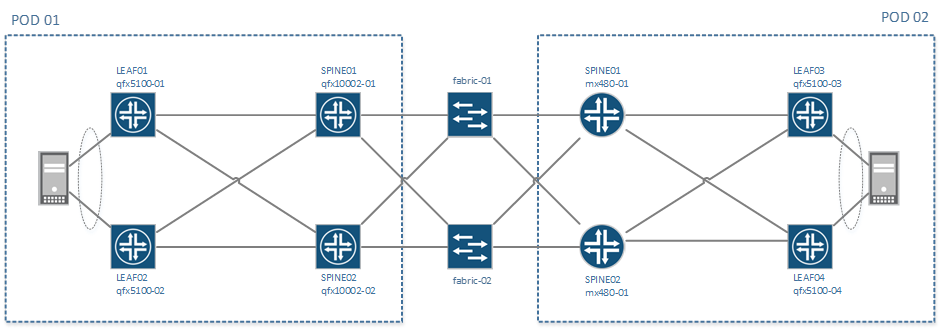 POD 01
POD 02
LEAF01
qfx5100-01
SPINE01
qfx10002-01
fabric-01
SPINE01
mx480-01
LEAF03
qfx5100-03
LEAF02
qfx5100-02
SPINE02
qfx10002-02
fabric-02
SPINE02
mx480-01
LEAF04
qfx5100-04